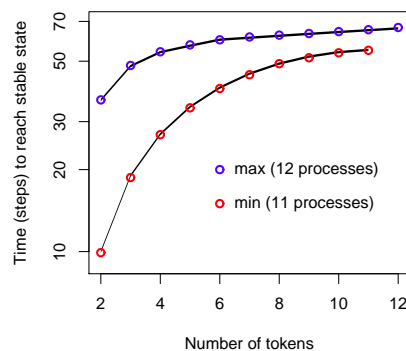 Time (steps) to reach stable state
70
50
30
20
10
max (12 processes)
min (11 processes)
2 4 6 8 10 12
Number of tokens